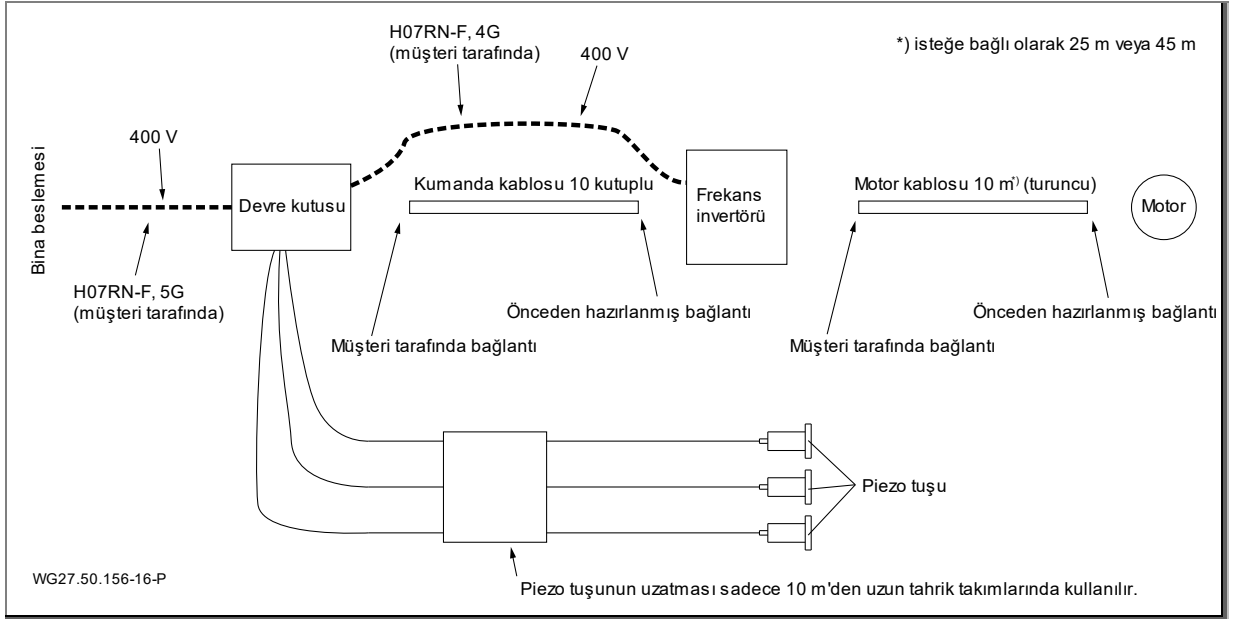 H07RN-F, 4G
(müşteri tarafında)
400 V
*) isteğe bağlı olarak 25 m veya 45 m
Bina beslemesi
400 V
Devre kutusu
Kumanda kablosu 10 kutuplu
Frekans
invertörü
Motor kablosu 10 m*) (turuncu)
Motor
H07RN-F, 5G
(müşteri tarafında)
Önceden hazırlanmış bağlantı
Müşteri tarafında bağlantı
Önceden hazırlanmış bağlantı
Müşteri tarafında bağlantı
Piezo tuşu
WG27.50.156-16-P
Piezo tuşunun uzatması sadece 10 m'den uzun tahrik takımlarında kullanılır.